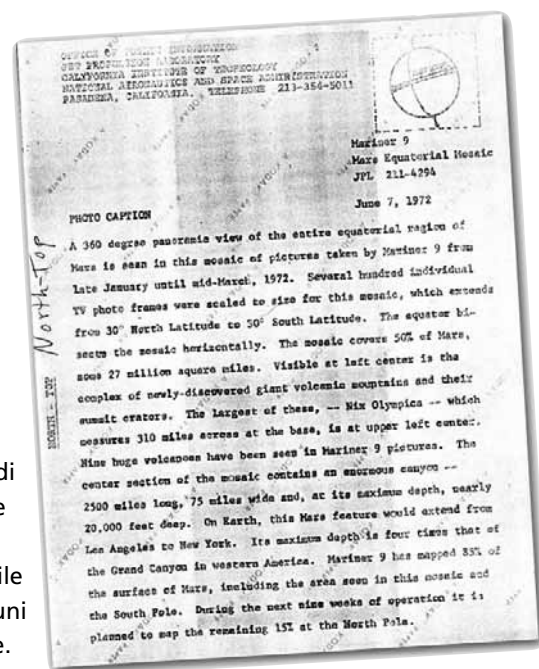 OFFICE OF PUBLIC INFORMATION
JET PROPULSION LABORATORY
CALIFORNIA INSTITUTE OF TECHNOLOGY
NATIONAL AERONAUTICS AND SPACE ADMINISTRATION
PASADENA, CALIFORNIA. TELEPHONE 213-354-5011
Mariner 9
Mars Equatorial Mosaic
JPL 211-4294
June 7, 1972
PHOTO CAPTION
A 360 degree panoramic view of the entire equatorial region of
Mars is seen in this mosaic of pictures taken by Mariner 9 from
Late January until mid-March, 1972. Several hundred individual
TV photo frames were scaled to size for this mosaic, which extends
from 30° North Latitude to 50° South Latitude. The equator bi-
sects the mosaic horizontally. The mosaic covers 50% of Mars,
some 27 million square miles. Visible at left center is the
complex of newly-discovered giant volcanic mountains and their
summit craters. The largest of these, -- Nix Olympica -- which
measures 310 miles across at the base, is at upper left center.
Nine huge volcanoes have been seen in Mariner 9 pictures. The
center section of the mosaic contains an enormous canyon --
2500 miles long, 75 miles wide and, at its maximum depth, nearly
20,000 feet deep. On Earth, this Mars feature would extend from
Los Angeles to New York. Its maximum depth is four times that of
the Grand Canyon in western America. Mariner 9 has mapped 85% of
the surface of Mars, including the area seen in this mosaic and
the South Pole. During the next nine weeks of operation it is
planned to map the remaining 15% at the North Pole.
North-TOP
NORTH - TOP
di
e
ile
uni
e.